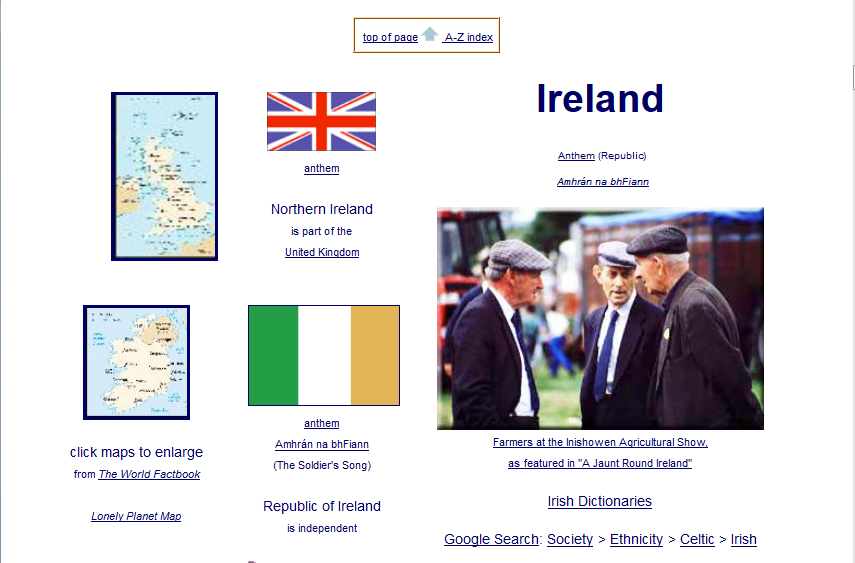 top of page A-Z index
Ireland
anthem
Anthem (Republic)
Amhrán na bhFiann
Northern Ireland
is part of the
United Kingdom
anthem
Amhrán na bhFiann
(The Soldier's Song)
Republic of Ireland
is independent
click maps to enlarge
from The World Factbook
Lonely Planet Map
Farmers at the Inishowen Agricultural Show,
as featured in "A Jaunt Round Ireland"
Irish Dictionaries
Google Search: Society > Ethnicity > Celtic > Irish